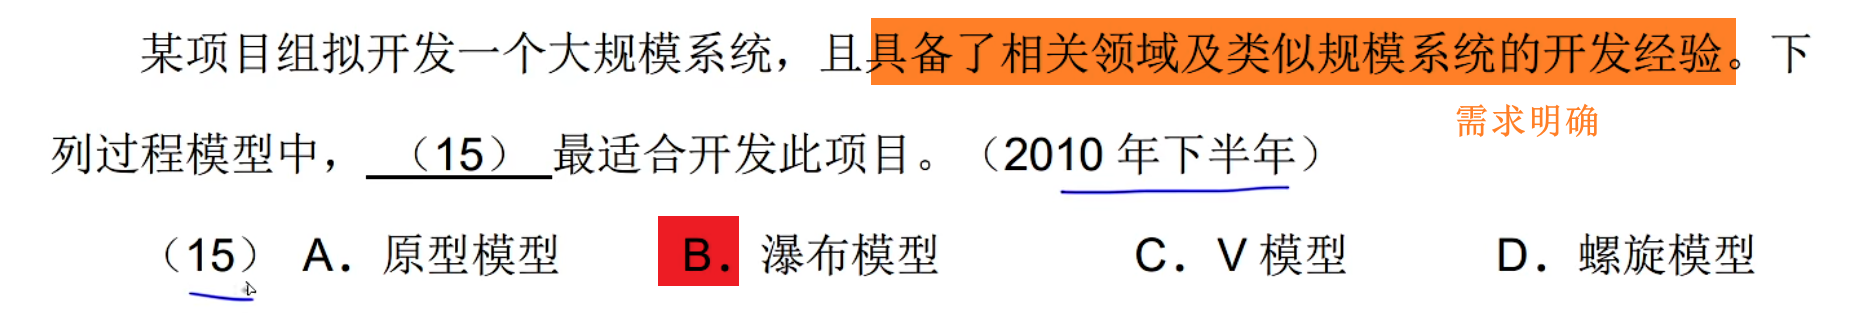 某项目组拟开发一个大规模系统，且具备了相关领域及类似规模系统的开发经验。下
需求明确
列过程模型中，（15）最适合开发此项目。（2010 年下半年）
（15） A．原型模型 B．瀑布模型 C．V 模型 D．螺旋模型